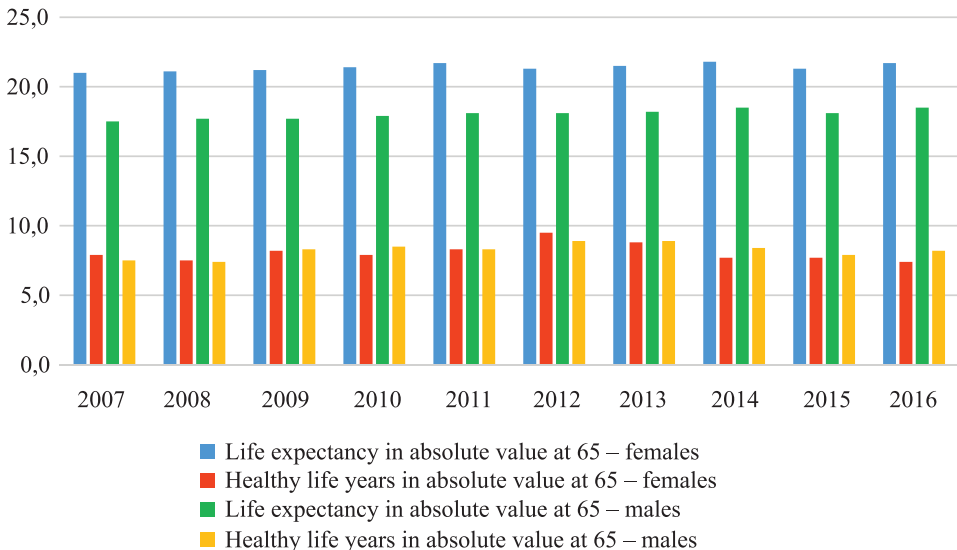 25,0
20,0
15,0
10,0
5,0
0,0
2007 2008 2009 2010 2011 2012 2013 2014 2015 2016
Life expectancy in absolute value at 65 – females
Healthy life years in absolute value at 65 – females
Life expectancy in absolute value at 65 – males
Healthy life years in absolute value at 65 – males